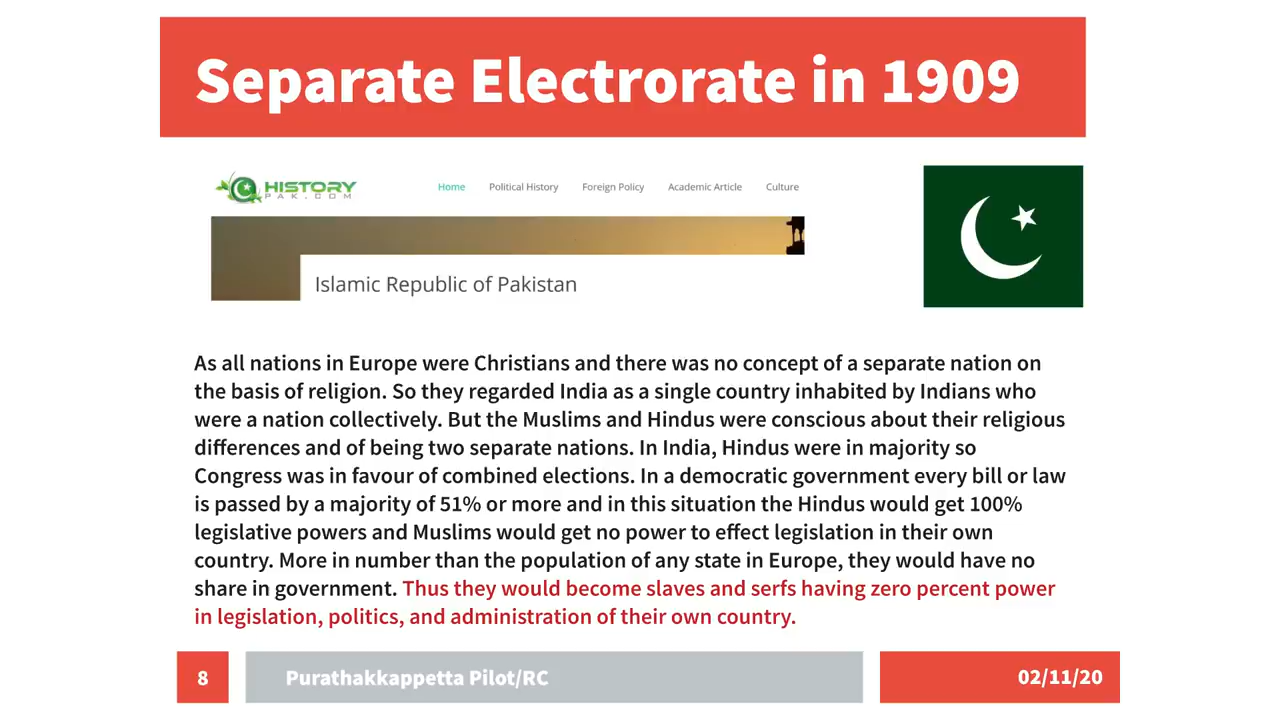 Separate Electrorate in 1909
HISTORY
PAK.COM
Home Political History Foreign Policy Academic Article Culture
Islamic Republic of Pakistan
As all nations in Europe were Christians and there was no concept of a separate nation on
the basis of religion. So they regarded India as a single country inhabited by Indians who
were a nation collectively. But the Muslims and Hindus were conscious about their religious
differences and of being two separate nations. In India, Hindus were in majority so
Congress was in favour of combined elections. In a democratic government every bill or law
is passed by a majority of 51% or more and in this situation the Hindus would get 100%
legislative powers and Muslims would get no power to effect legislation in their own
country. More in number than the population of any state in Europe, they would have no
share in government. Thus they would become slaves and serfs having zero percent power
in legislation, politics, and administration of their own country.
8 Purathakkappetta Pilot/RC 02/11/20